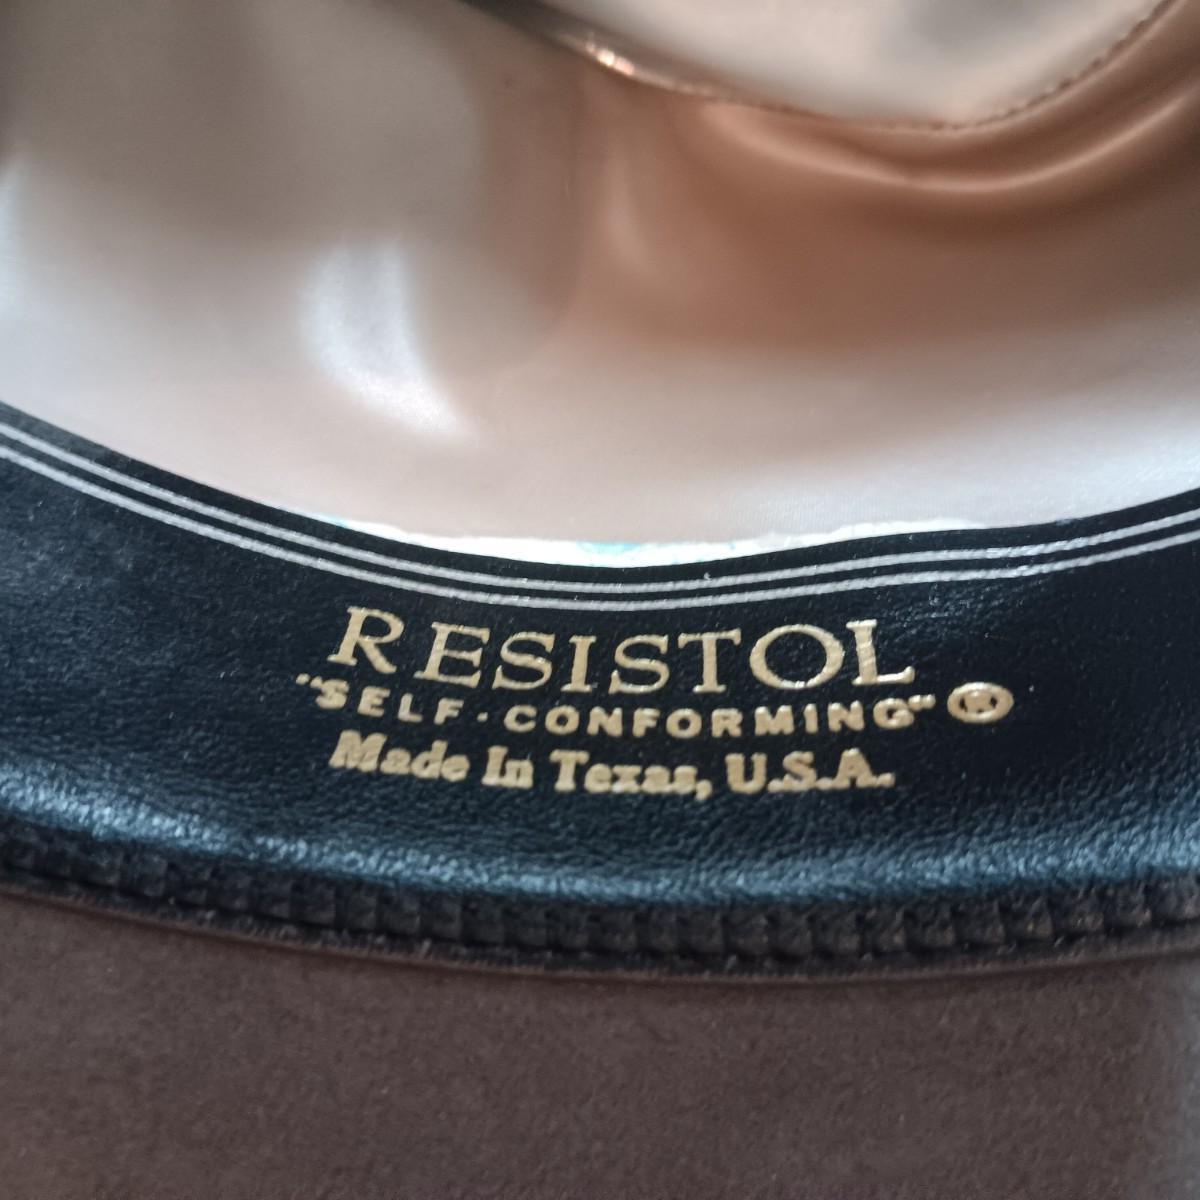 RESISTOL
"SELF-CONFORMING" ®
Made In Texas, U.S.A.